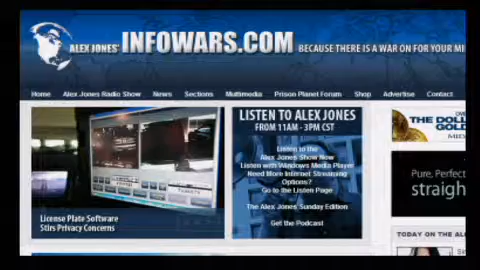 ALEX JONES' INFOWARS.COM BECAUSE THERE IS A WAR ON FOR YOUR MI
Home Alex Jones Radio Show News Sections Multimedia Prison Planet Forum Shop Advertise Contact
LISTEN TO ALEX JONES
FROM 11AM - 3PM CST
Listen to the
Alex Jones Show Now
Listen with Windows Media Player
Need More Internet Streaming
Options?
Go to the Listen Page
The Alex Jones Sunday Edition
Get the Podcast
License Plate Software
Stirs Privacy Concerns
THE DOLL
GOLD
Pure, Perfect
straigh
TODAY ON THE AL